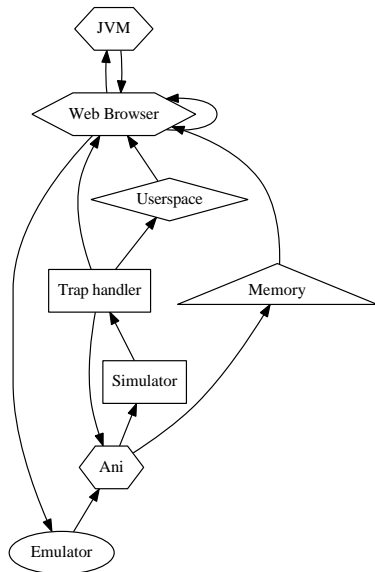 JVM
Web Browser
Userspace
Trap handler
Memory
Simulator
Ani
Emulator